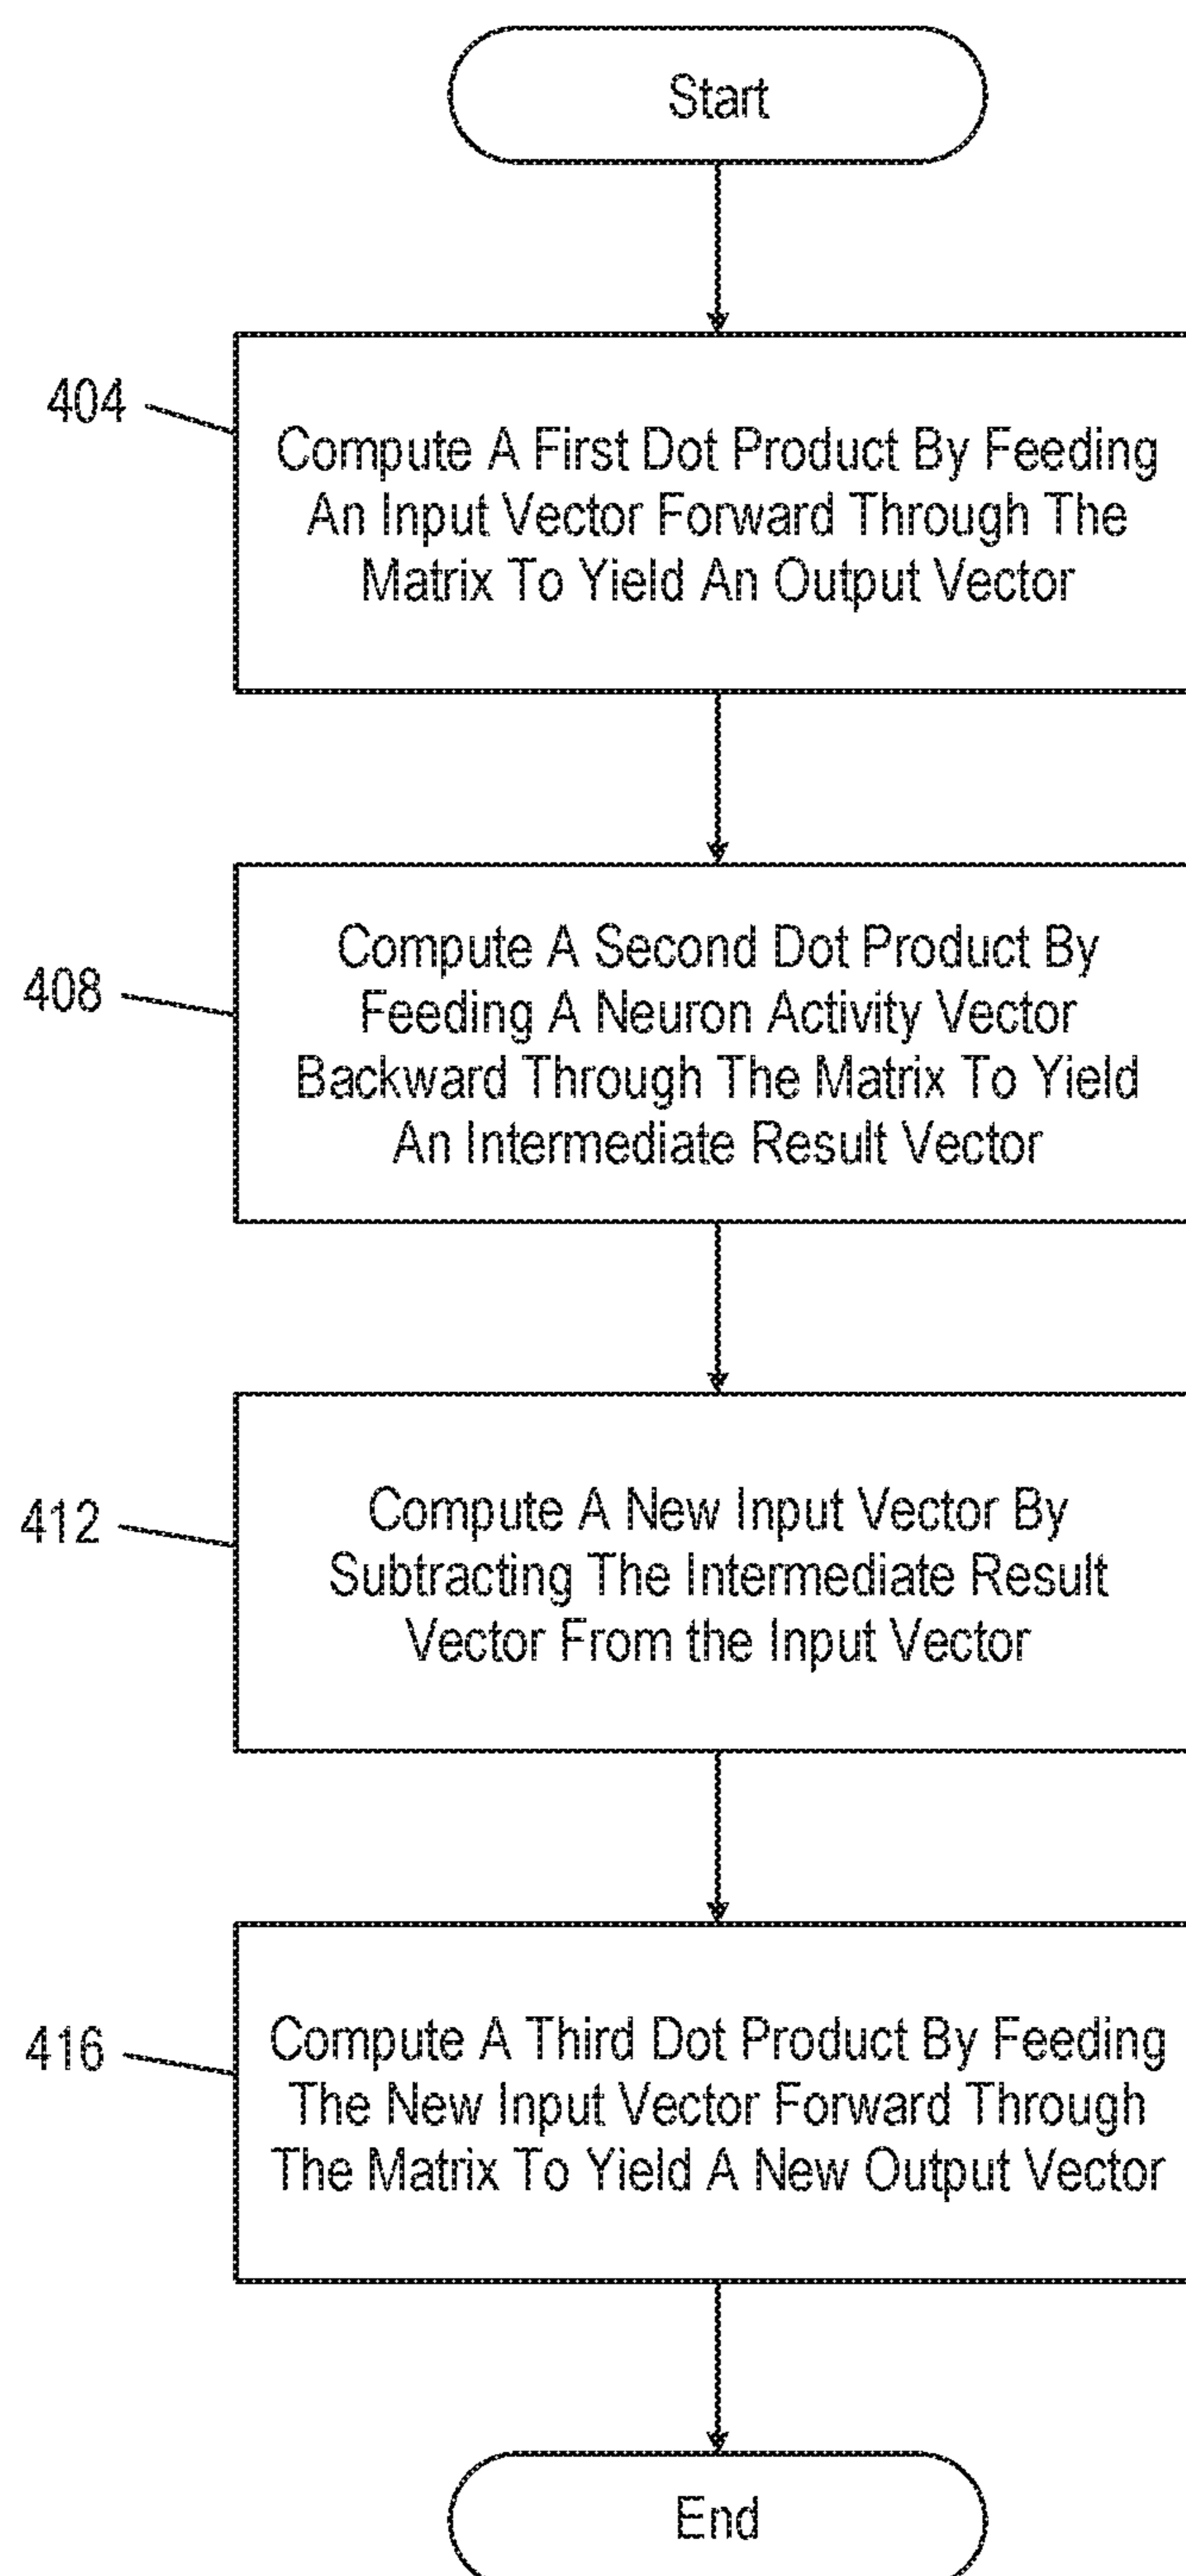 Start
404
Compute A First Dot Product By Feeding
An Input Vector Forward Through The
Matrix To Yield An Output Vector
408
Compute A Second Dot Product By
Feeding A Neuron Activity Vector
Backward Through The Matrix To Yield
An Intermediate Result Vector
412
Compute A New Input Vector By
Subtracting The Intermediate Result
Vector From the Input Vector
416
Compute A Third Dot Product By Feeding
The New Input Vector Forward Through
The Matrix To Yield A New Output Vector
End